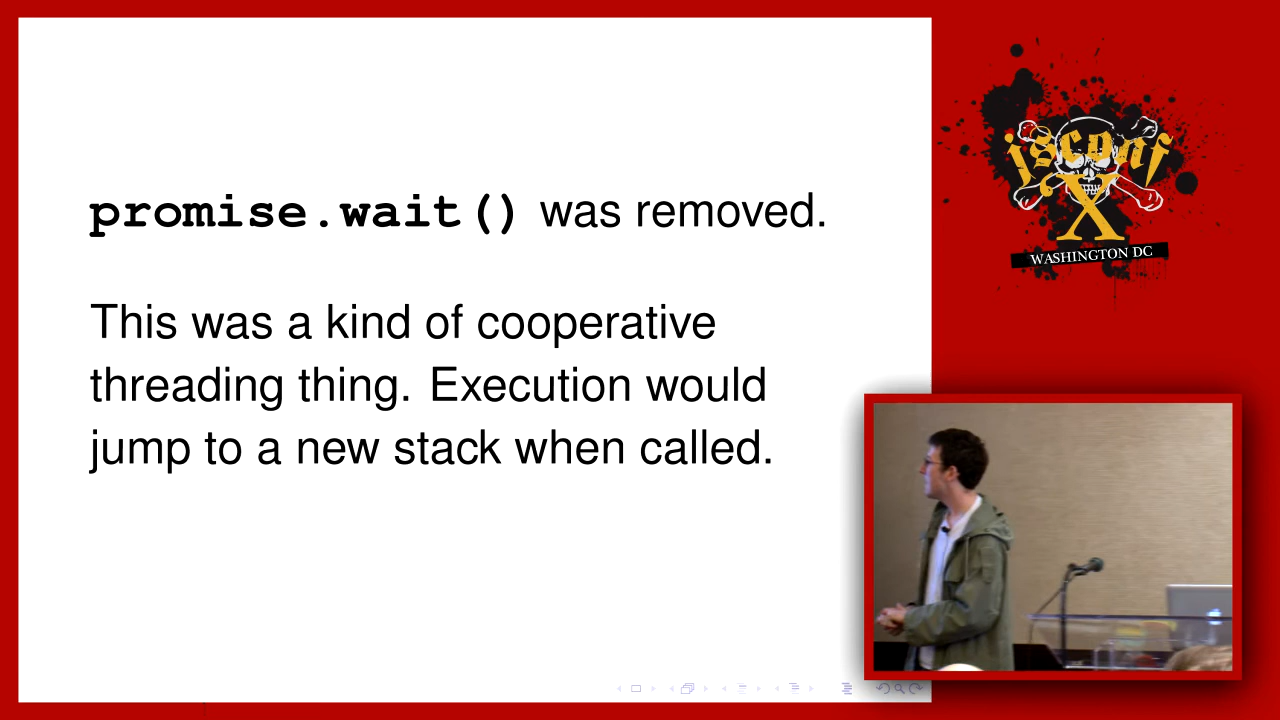 promise.wait() was removed.
This was a kind of cooperative
threading thing. Execution would
jump to a new stack when called.
jsconf
X
WASHINGTON DC